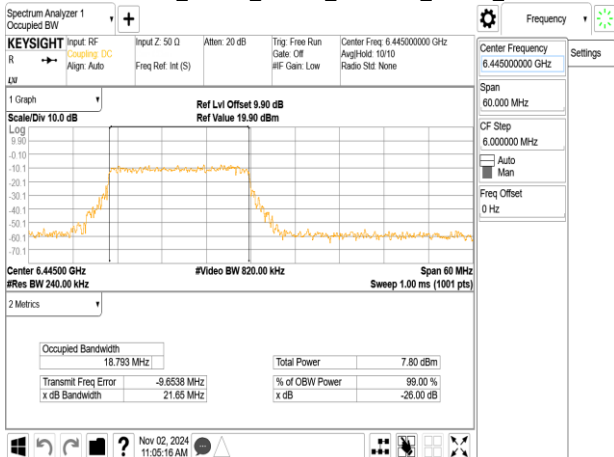 Spectrum Analyzer 1
Occupied BW
Frequency
KEYSIGHT
R
Input: RF
Coupling: DC
Align: Auto
Input Z: 50 Ω
Freq Ref: Int (S)
Atten: 20 dB
Trig: Free Run
Gate: Off
#IF Gain: Low
Center Freq: 6.445000000 GHz
Avg|Hold: 10/10
Radio Std: None
Center Frequency
6.445000000 GHz
Settings
Span
60.000 MHz
CF Step
6.000000 MHz
Auto
Man
Freq Offset
0 Hz
1 Graph
Scale/Div 10.0 dB
Ref Lvl Offset 9.90 dB
Ref Value 19.90 dBm
Log
9.90
-0.10
-10.1
-20.1
-30.1
-40.1
-50.1
-60.1
-70.1
Center 6.44500 GHz
#Video BW 820.00 kHz
Span 60 MHz
#Res BW 240.00 kHz
Sweep 1.00 ms (1001 pts)
2 Metrics
Occupied Bandwidth
18.793 MHz
Total Power 7.80 dBm
Transmit Freq Error -9.6538 MHz
% of OBW Power 99.00 %
x dB Bandwidth 21.65 MHz
x dB -26.00 dB
?
Nov 02, 2024
11:05:16 AM